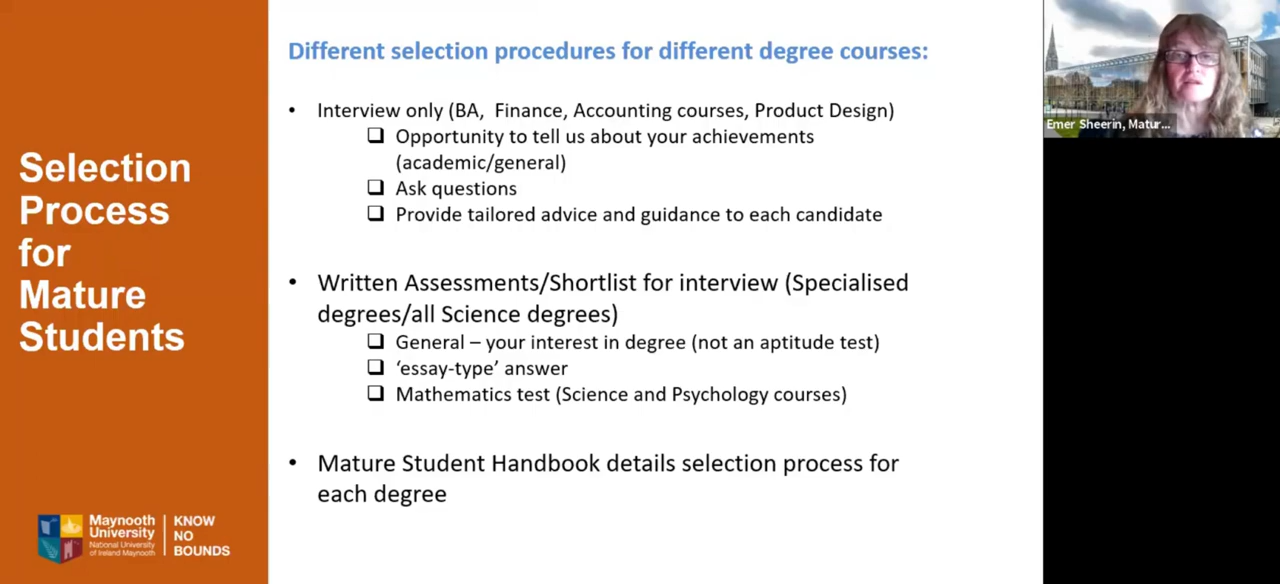 Selection
Process
for
Mature
Students
Maynooth
University
National University
of Ireland Maynooth
KNOW
NO
BOUNDS
Different selection procedures for different degree courses:
• Interview only (BA, Finance, Accounting courses, Product Design)
❑ Opportunity to tell us about your achievements
(academic/general)
❑ Ask questions
❑ Provide tailored advice and guidance to each candidate
• Written Assessments/Shortlist for interview (Specialised
degrees/all Science degrees)
❑ General – your interest in degree (not an aptitude test)
❑ ‘essay-type’ answer
❑ Mathematics test (Science and Psychology courses)
• Mature Student Handbook details selection process for
each degree
Emer Sheerin, Matur...